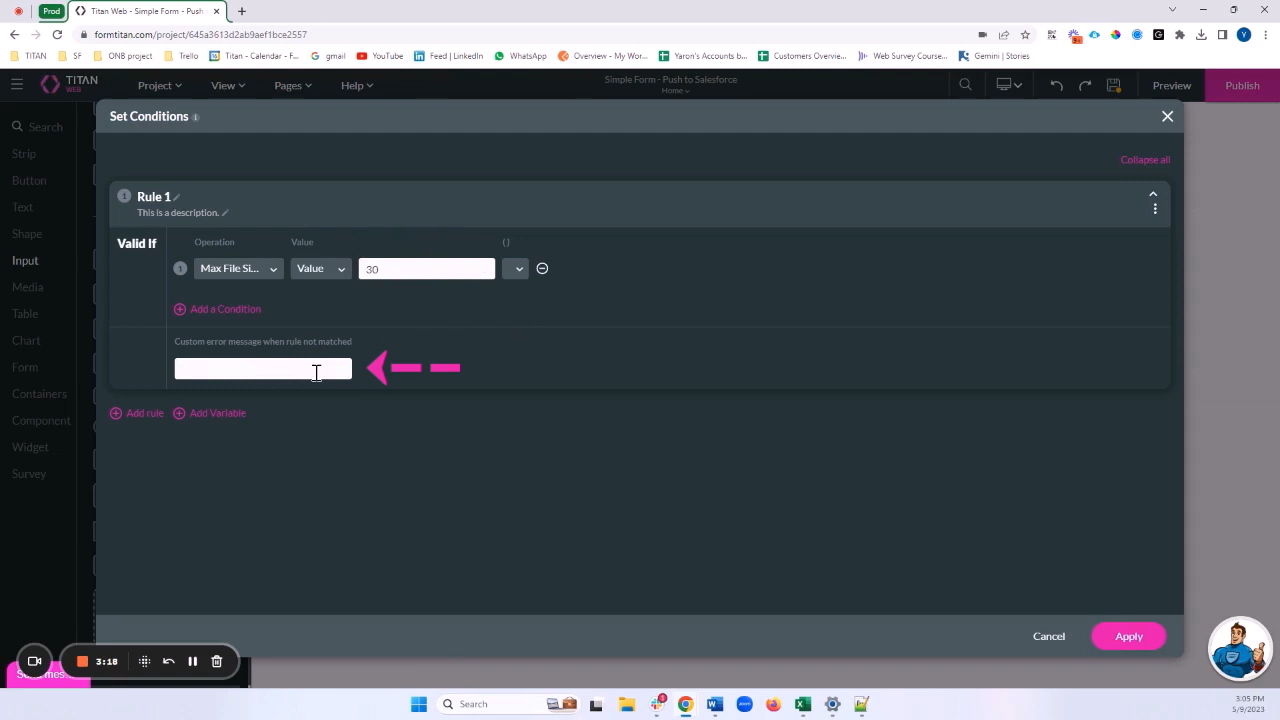 Prod
Titan Web - Simple Form - Push to
formtitan.com/project/645a3613d2ab9aef1bce2557
TITAN
SF
ONB project
Trello
Titan - Calendar - F...
gmail
YouTube
Feed | LinkedIn
WhatsApp
Overview - My Wor...
Yaron's Accounts b...
Customers Overvie...
Web Survey Course...
Gemini | Stories
TITAN
WEB
Project
View
Pages
Help
Simple Form - Push to Salesforce
Home
Preview
Publish
Search
Strip
Button
Text
Shape
Input
Media
Table
Chart
Form
Containers
Component
Widget
Survey
Set Conditions
Collapse all
1
Rule 1
This is a description.
Valid If
Operation
Value
( )
1
Max File Si...
Value
30
Add a Condition
Custom error message when rule not matched
Add rule
Add Variable
Cancel
Apply
3:18
Search
3:05 PM
5/9/2023